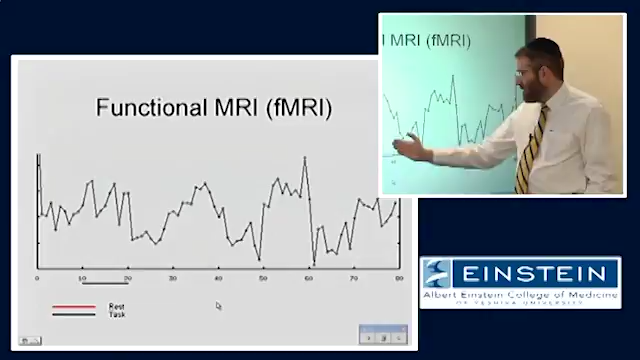 Functional MRI (fMRI)
0 10 20 30 40 50 60 70 80
Rest
Task
MRI (fMRI)
EINSTEIN
Albert Einstein College of Medicine
OF YESHIVA UNIVERSITY